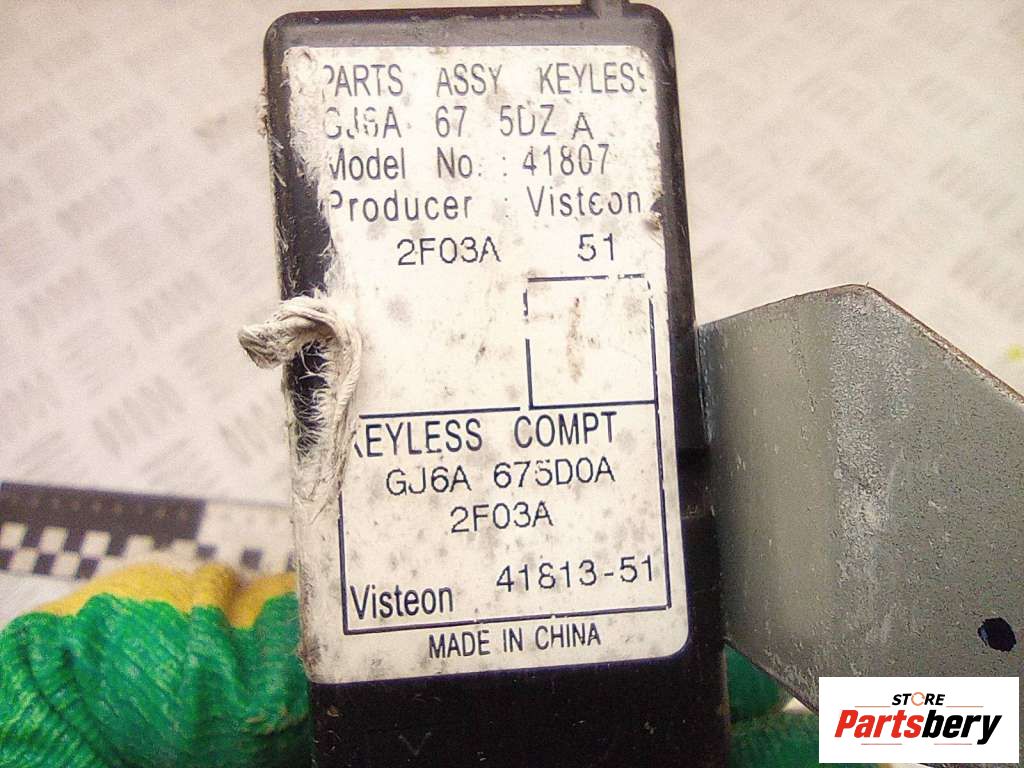 PARTS ASSY KEYLESS
GJ6A 67 5DZ A
Model No. : 41807
Producer : Visteon
2F03A 51
KEYLESS COMPT
GJ6A 675D0A
2F03A
Visteon 41813-51
MADE IN CHINA
STORE
Partsbery